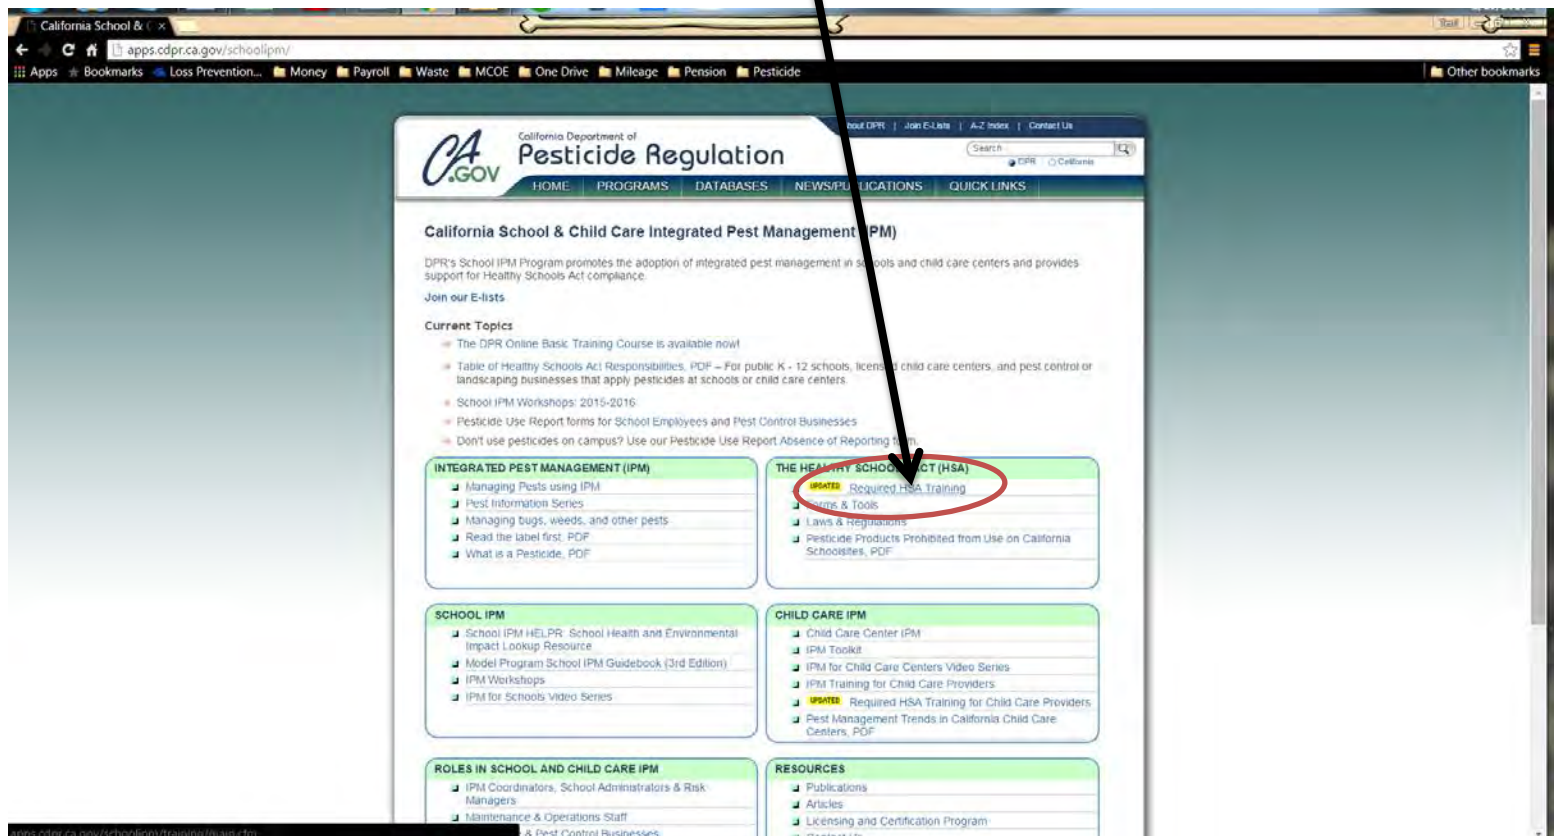 California School & C
apps.cdpr.ca.gov/schoolipm/
Apps Bookmarks Loss Prevention... Money Payroll Waste MCOE One Drive Mileage Pension Pesticide Other bookmarks
About DPR | Join E-Lists | A-Z Index | Contact Us
CA.GOV
California Department of
Pesticide Regulation
Search
DPR California
HOME PROGRAMS DATABASES NEWS/PUBLICATIONS QUICK LINKS
California School & Child Care Integrated Pest Management (IPM)
DPR's School IPM Program promotes the adoption of integrated pest management in schools and child care centers and provides
support for Healthy Schools Act compliance.
Join our E-lists
Current Topics
The DPR Online Basic Training Course is available now!
Table of Healthy Schools Act Responsibilities, PDF – For public K - 12 schools, licensed child care centers, and pest control or
landscaping businesses that apply pesticides at schools or child care centers.
School IPM Workshops: 2015-2016
Pesticide Use Report forms for School Employees and Pest Control Businesses
Don't use pesticides on campus? Use our Pesticide Use Report Absence of Reporting form.
INTEGRATED PEST MANAGEMENT (IPM)
Managing Pests using IPM
Pest Information Series
Managing bugs, weeds, and other pests
Read the label first, PDF
What is a Pesticide, PDF
THE HEALTHY SCHOOLS ACT (HSA)
UPDATED Required HSA Training
Forms & Tools
Laws & Regulations
Pesticide Products Prohibited from Use on California
Schoolsites, PDF
SCHOOL IPM
School IPM HELPR: School Health and Environmental
Impact Lookup Resource
Model Program School IPM Guidebook (3rd Edition)
IPM Workshops
IPM for Schools Video Series
CHILD CARE IPM
Child Care Center IPM
IPM Toolkit
IPM for Child Care Centers Video Series
IPM Training for Child Care Providers
UPDATED Required HSA Training for Child Care Providers
Pest Management Trends in California Child Care
Centers, PDF
ROLES IN SCHOOL AND CHILD CARE IPM
IPM Coordinators, School Administrators & Risk
Managers
Maintenance & Operations Staff
& Pest Control Businesses
RESOURCES
Publications
Articles
Licensing and Certification Program
Contact Us
apps.cdpr.ca.gov/schoolipm/training/main.cfm